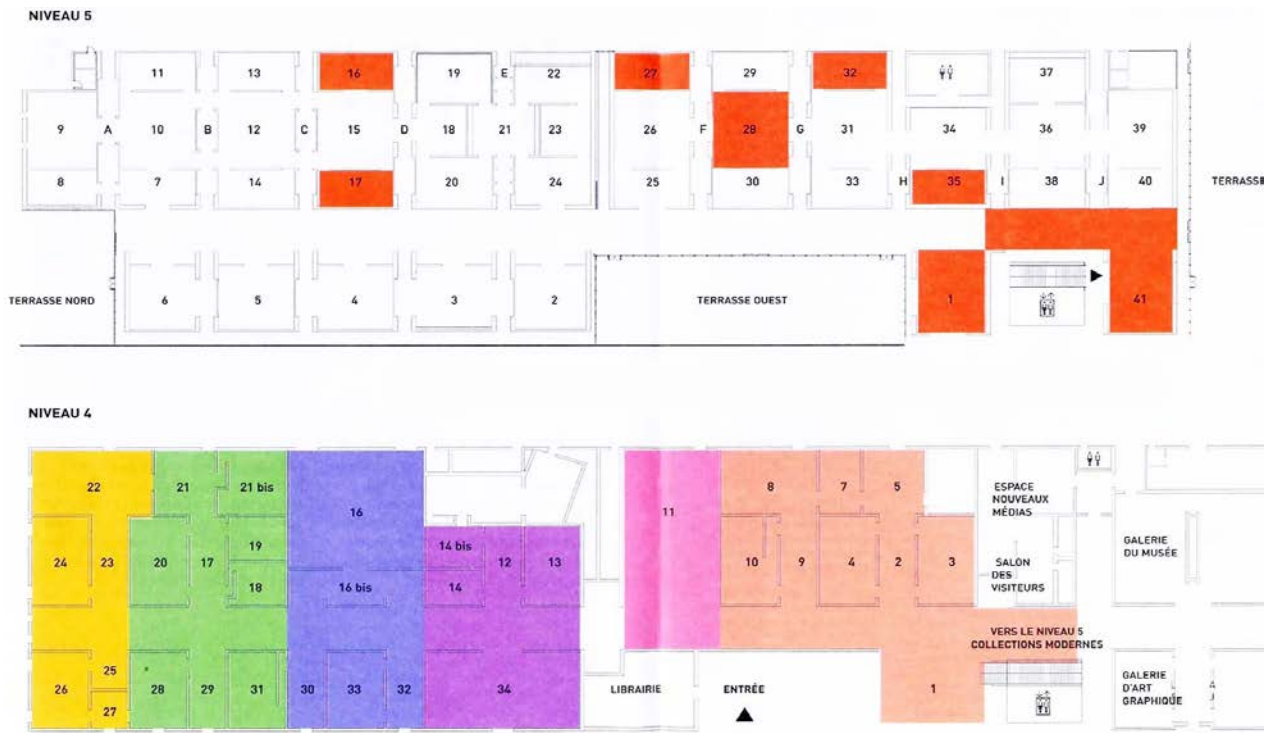 NIVEAU 5
11 13 16 19 E 22 27 29 32 37
9 A 10 B 12 C 15 D 18 21 23 26 F 28 G 31 34 36 39
8 7 14 17 20 24 25 30 33 H 35 I 38 J 40
TERRASSE
TERRASSE NORD
6 5 4 3 2
TERRASSE OUEST
1
41
NIVEAU 4
22 21 21 bis 16 11 8 7 5
ESPACE
NOUVEAUX
MÉDIAS
24 23 20 17 19 14 bis 12 13 10 9 4 2 3
GALERIE
DU MUSÉE
18 16 bis 14
SALON
DES
VISITEURS
VERS LE NIVEAU 5
COLLECTIONS MODERNES
25
26 27 28 29 31 30 33 32 34
LIBRAIRIE
ENTRÉE
1
GALERIE
D'ART
GRAPHIQUE